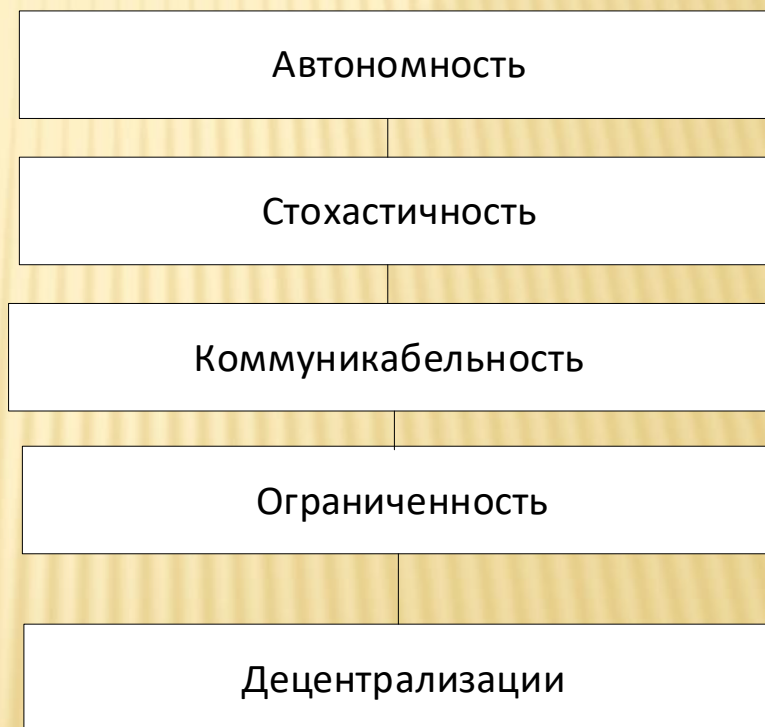 Автономность
Стохастичность
Коммуникабельность
Ограниченность
Децентрализации